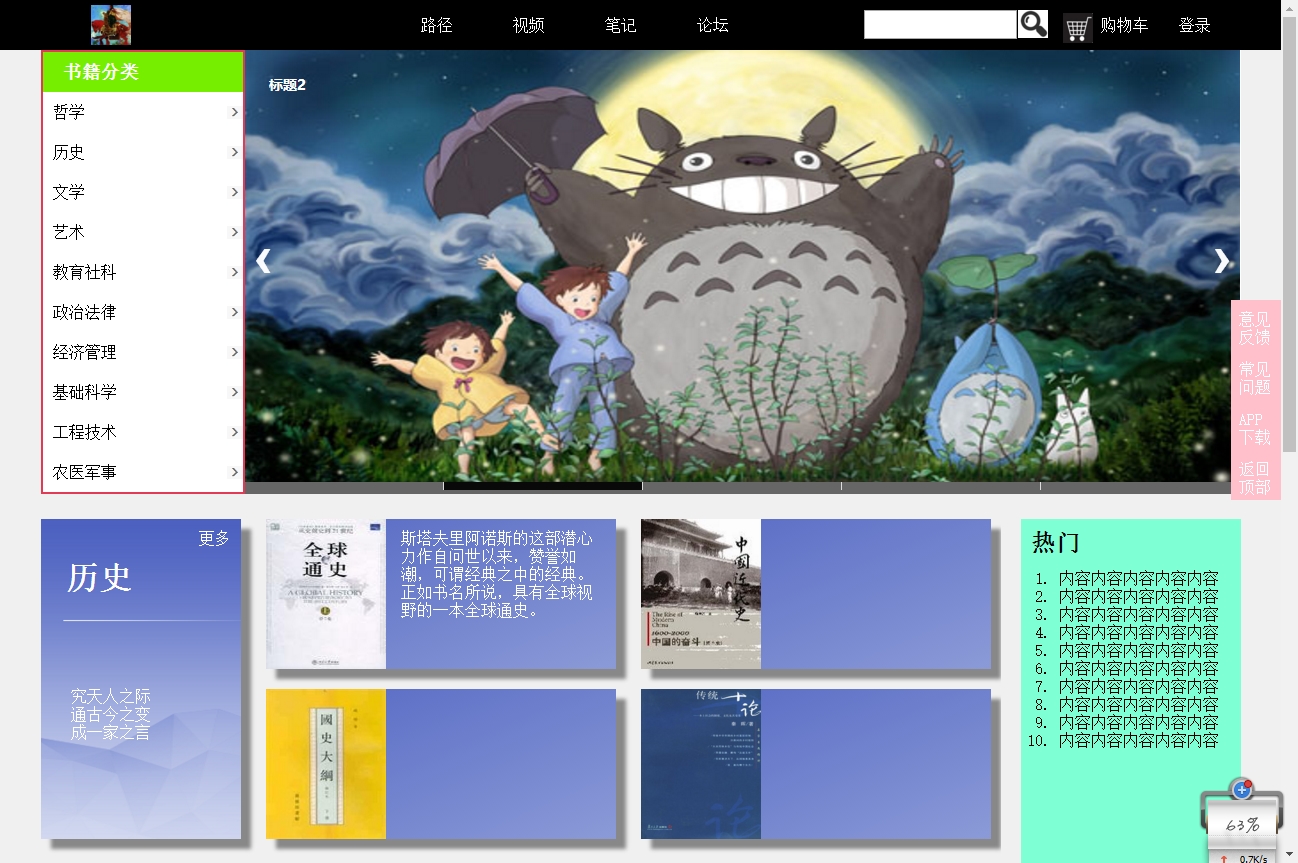 路径
视频
笔记
论坛
购物车
登录
书籍分类
哲学
历史
文学
艺术
教育社科
政治法律
经济管理
基础科学
工程技术
农医军事
标题2
意见
反馈
常见
问题
APP
下载
返回
顶部
更多
历史
究天人之际
通古今之变
成一家之言
全球
通史
A GLOBAL HISTORY
上
斯塔夫里阿诺斯的这部潜心
力作自问世以来，赞誉如
潮，可谓经典之中的经典。
正如书名所说，具有全球视
野的一本全球通史。
中國近代史
The Rise of
Modern
China
1600-2000
中国的奋斗
國史大綱
传统十论
热门
1. 内容内容内容内容内容
2. 内容内容内容内容内容
3. 内容内容内容内容内容
4. 内容内容内容内容内容
5. 内容内容内容内容内容
6. 内容内容内容内容内容
7. 内容内容内容内容内容
8. 内容内容内容内容内容
9. 内容内容内容内容内容
10. 内容内容内容内容内容
63%
0.7K/s